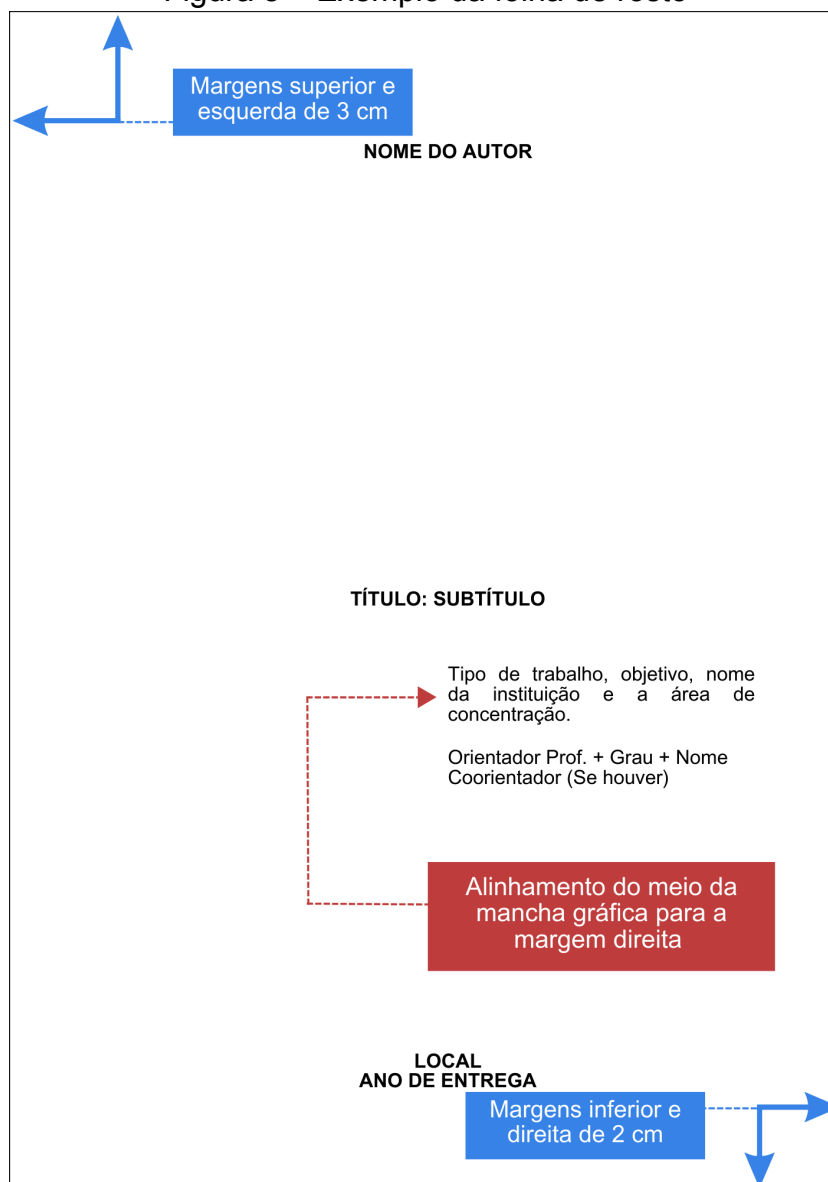 Margens superior e
esquerda de 3 cm
NOME DO AUTOR
TÍTULO: SUBTÍTULO
Tipo de trabalho, objetivo, nome
da instituição e a área de
concentração.
Orientador Prof. + Grau + Nome
Coorientador (Se houver)
Alinhamento do meio da
mancha gráfica para a
margem direita
LOCAL
ANO DE ENTREGA
Margens inferior e
direita de 2 cm